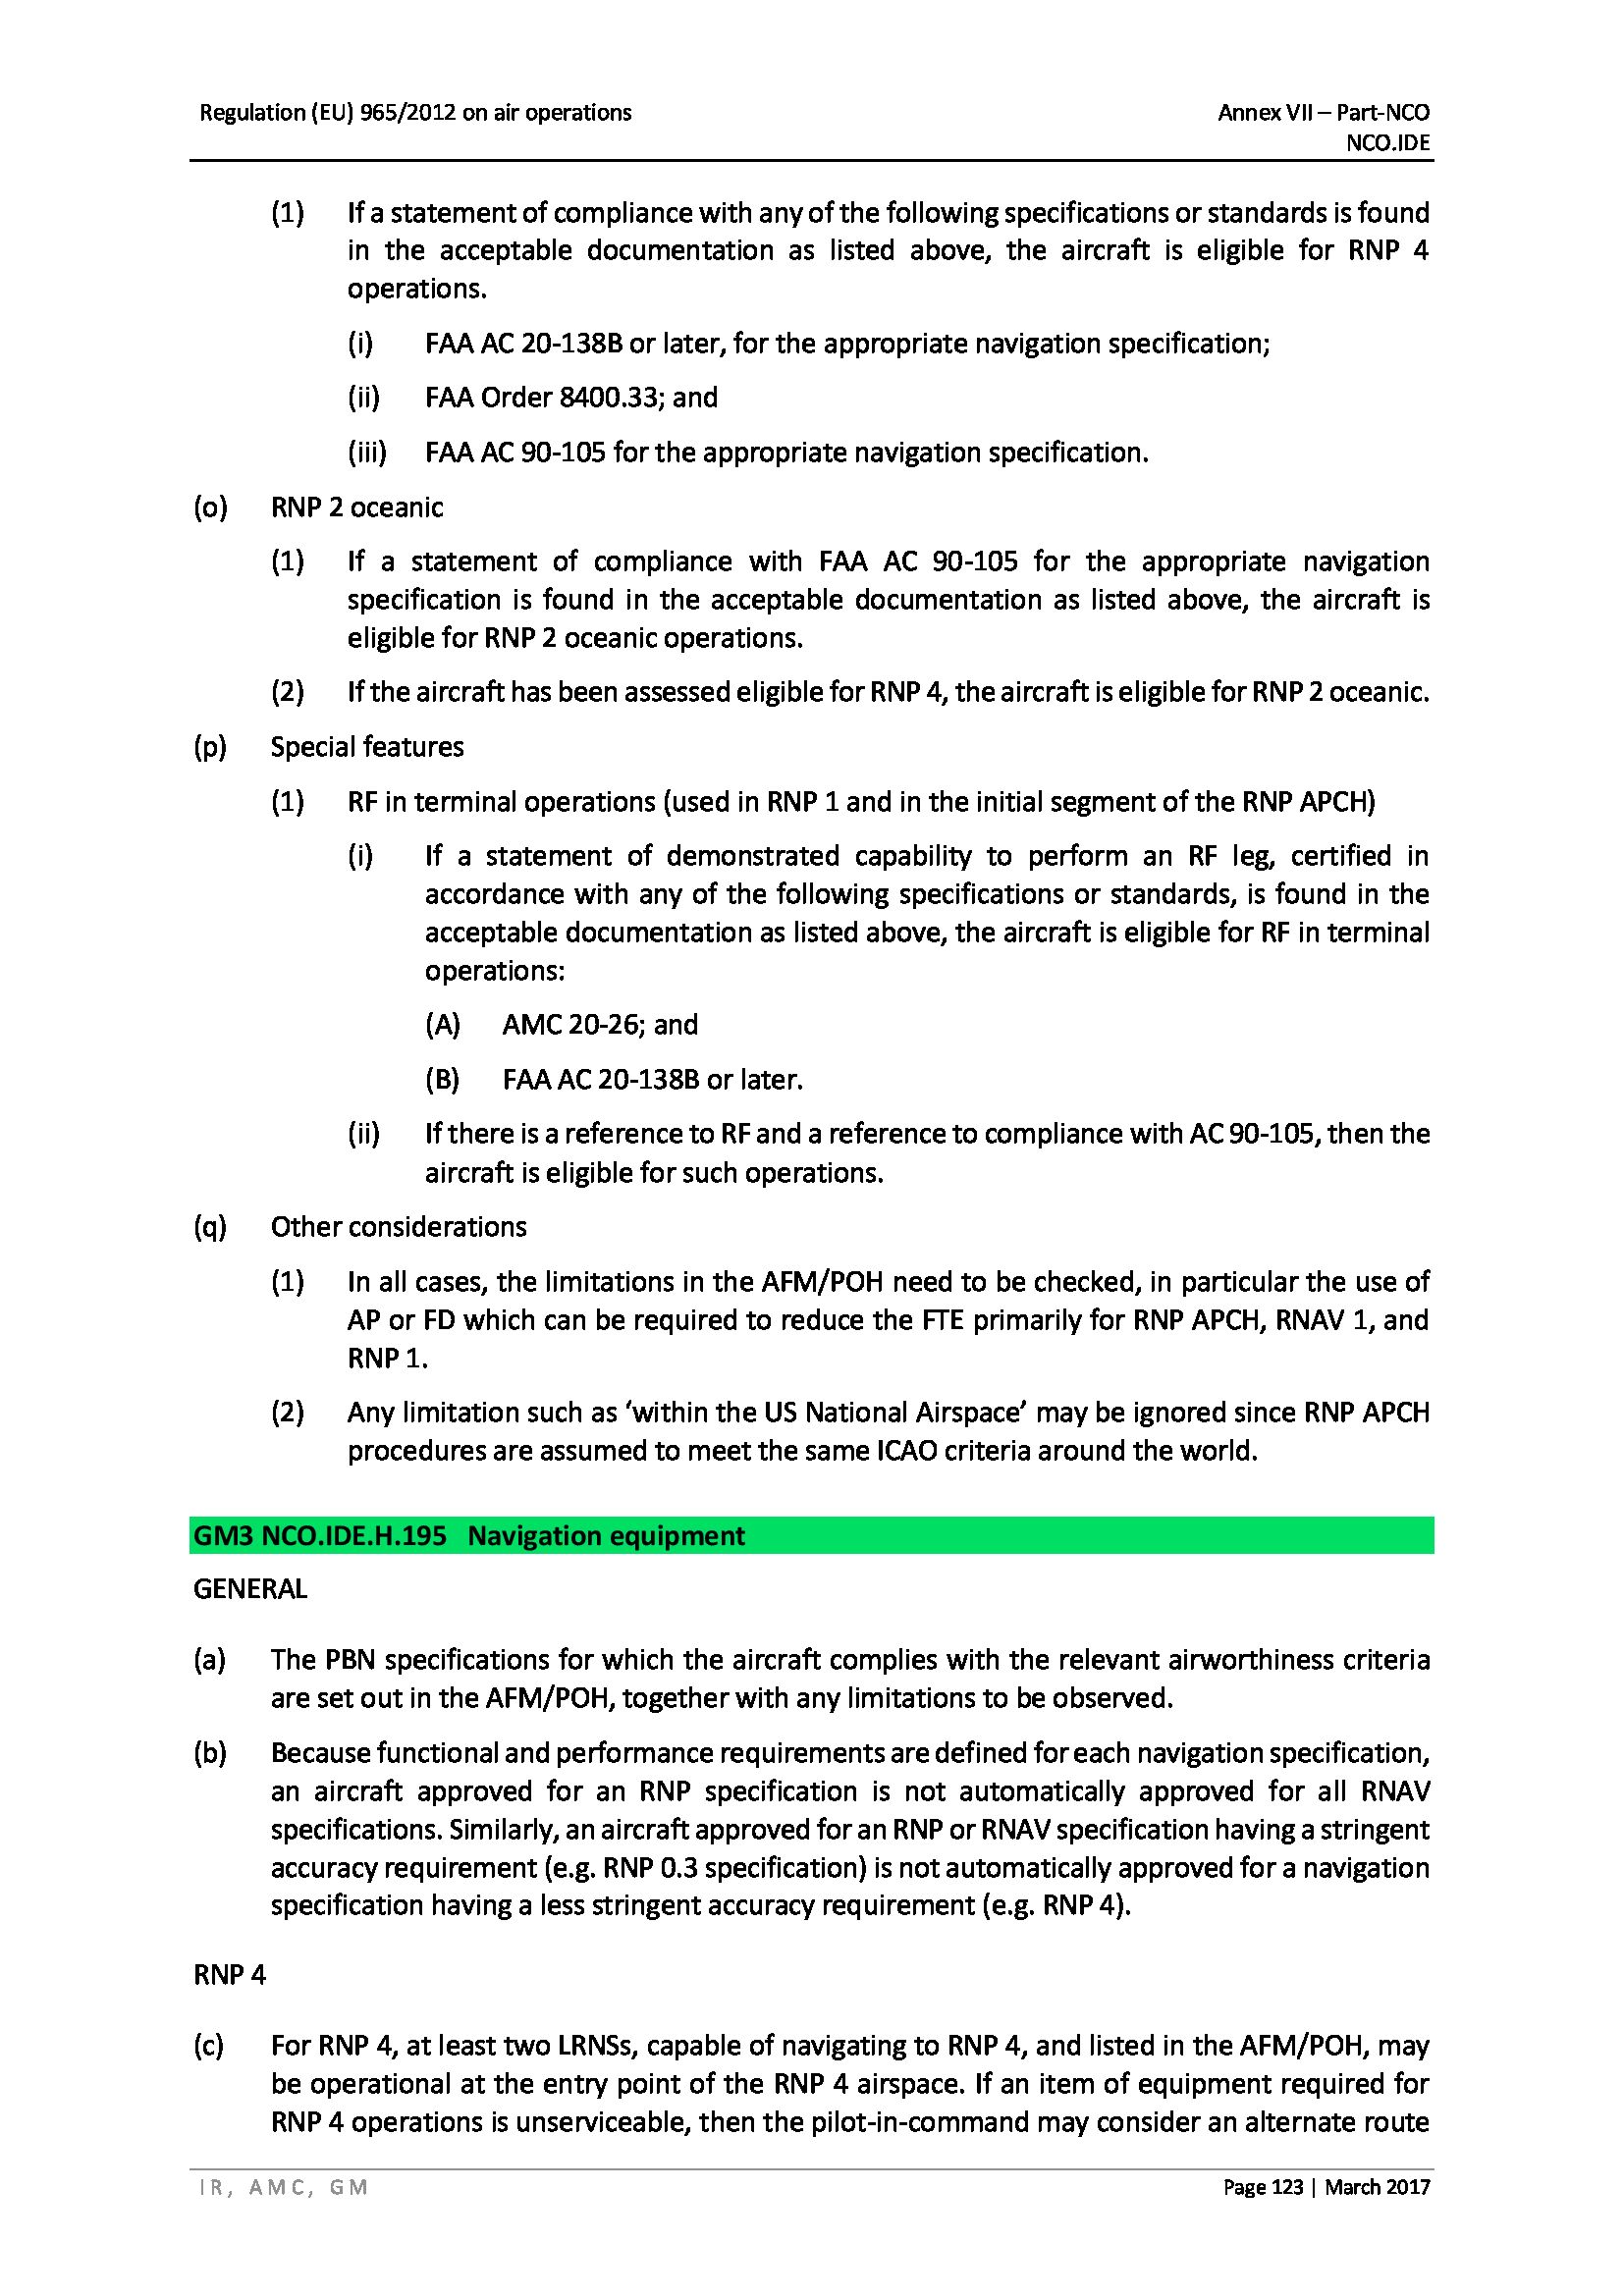 Regulation (EU) 965/2012 on air operations
Annex VII – Part-NCO
NCO.IDE
(1) If a statement of compliance with any of the following specifications or standards is found
in the acceptable documentation as listed above, the aircraft is eligible for RNP 4
operations.
(i) FAA AC 20-138B or later, for the appropriate navigation specification;
(ii) FAA Order 8400.33; and
(iii) FAA AC 90-105 for the appropriate navigation specification.
(o) RNP 2 oceanic
(1) If a statement of compliance with FAA AC 90-105 for the appropriate navigation
specification is found in the acceptable documentation as listed above, the aircraft is
eligible for RNP 2 oceanic operations.
(2) If the aircraft has been assessed eligible for RNP 4, the aircraft is eligible for RNP 2 oceanic.
(p) Special features
(1) RF in terminal operations (used in RNP 1 and in the initial segment of the RNP APCH)
(i) If a statement of demonstrated capability to perform an RF leg, certified in
accordance with any of the following specifications or standards, is found in the
acceptable documentation as listed above, the aircraft is eligible for RF in terminal
operations:
(A) AMC 20-26; and
(B) FAA AC 20-138B or later.
(ii) If there is a reference to RF and a reference to compliance with AC 90-105, then the
aircraft is eligible for such operations.
(q) Other considerations
(1) In all cases, the limitations in the AFM/POH need to be checked, in particular the use of
AP or FD which can be required to reduce the FTE primarily for RNP APCH, RNAV 1, and
RNP 1.
(2) Any limitation such as ‘within the US National Airspace’ may be ignored since RNP APCH
procedures are assumed to meet the same ICAO criteria around the world.
GM3 NCO.IDE.H.195 Navigation equipment
GENERAL
(a) The PBN specifications for which the aircraft complies with the relevant airworthiness criteria
are set out in the AFM/POH, together with any limitations to be observed.
(b) Because functional and performance requirements are defined for each navigation specification,
an aircraft approved for an RNP specification is not automatically approved for all RNAV
specifications. Similarly, an aircraft approved for an RNP or RNAV specification having a stringent
accuracy requirement (e.g. RNP 0.3 specification) is not automatically approved for a navigation
specification having a less stringent accuracy requirement (e.g. RNP 4).
RNP 4
(c) For RNP 4, at least two LRNSs, capable of navigating to RNP 4, and listed in the AFM/POH, may
be operational at the entry point of the RNP 4 airspace. If an item of equipment required for
RNP 4 operations is unserviceable, then the pilot-in-command may consider an alternate route
IR, AMC, GM
Page 123 | March 2017